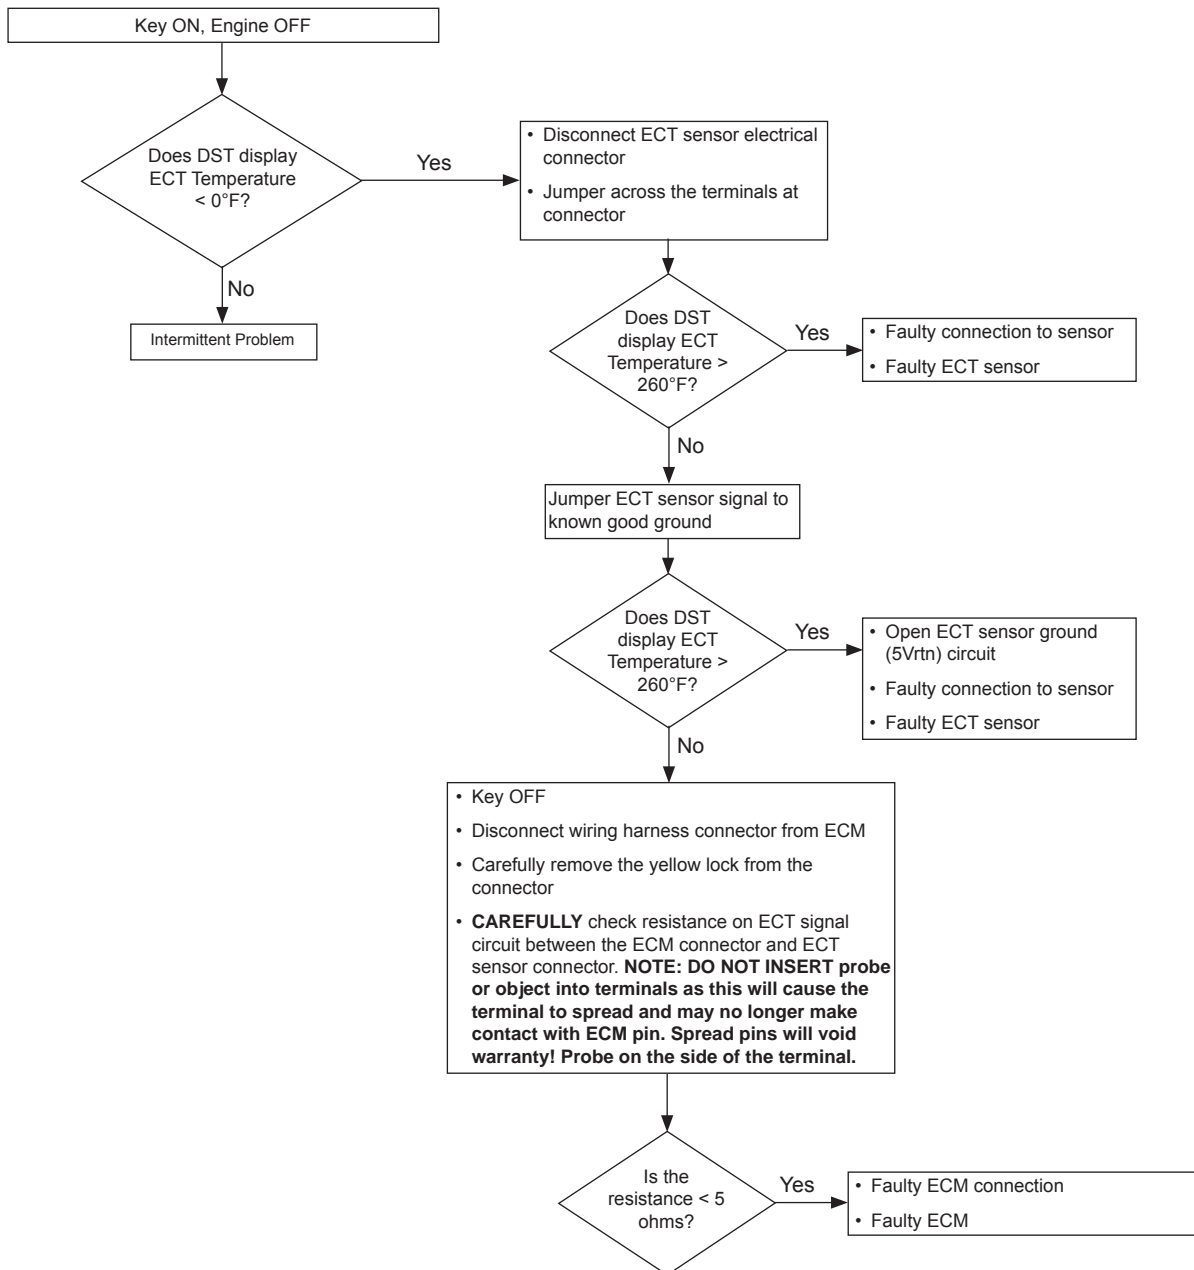 Key ON, Engine OFF
Does DST display
ECT Temperature
< 0°F?
Yes
• Disconnect ECT sensor electrical
connector
• Jumper across the terminals at
connector
No
Intermittent Problem
Does DST
display ECT
Temperature >
260°F?
Yes
• Faulty connection to sensor
• Faulty ECT sensor
No
Jumper ECT sensor signal to
known good ground
Does DST
display ECT
Temperature >
260°F?
Yes
• Open ECT sensor ground
(5Vrtn) circuit
• Faulty connection to sensor
• Faulty ECT sensor
No
• Key OFF
• Disconnect wiring harness connector from ECM
• Carefully remove the yellow lock from the
connector
• CAREFULLY check resistance on ECT signal
circuit between the ECM connector and ECT
sensor connector. NOTE: DO NOT INSERT probe
or object into terminals as this will cause the
terminal to spread and may no longer make
contact with ECM pin. Spread pins will void
warranty! Probe on the side of the terminal.
Is the
resistance < 5
ohms?
Yes
• Faulty ECM connection
• Faulty ECM